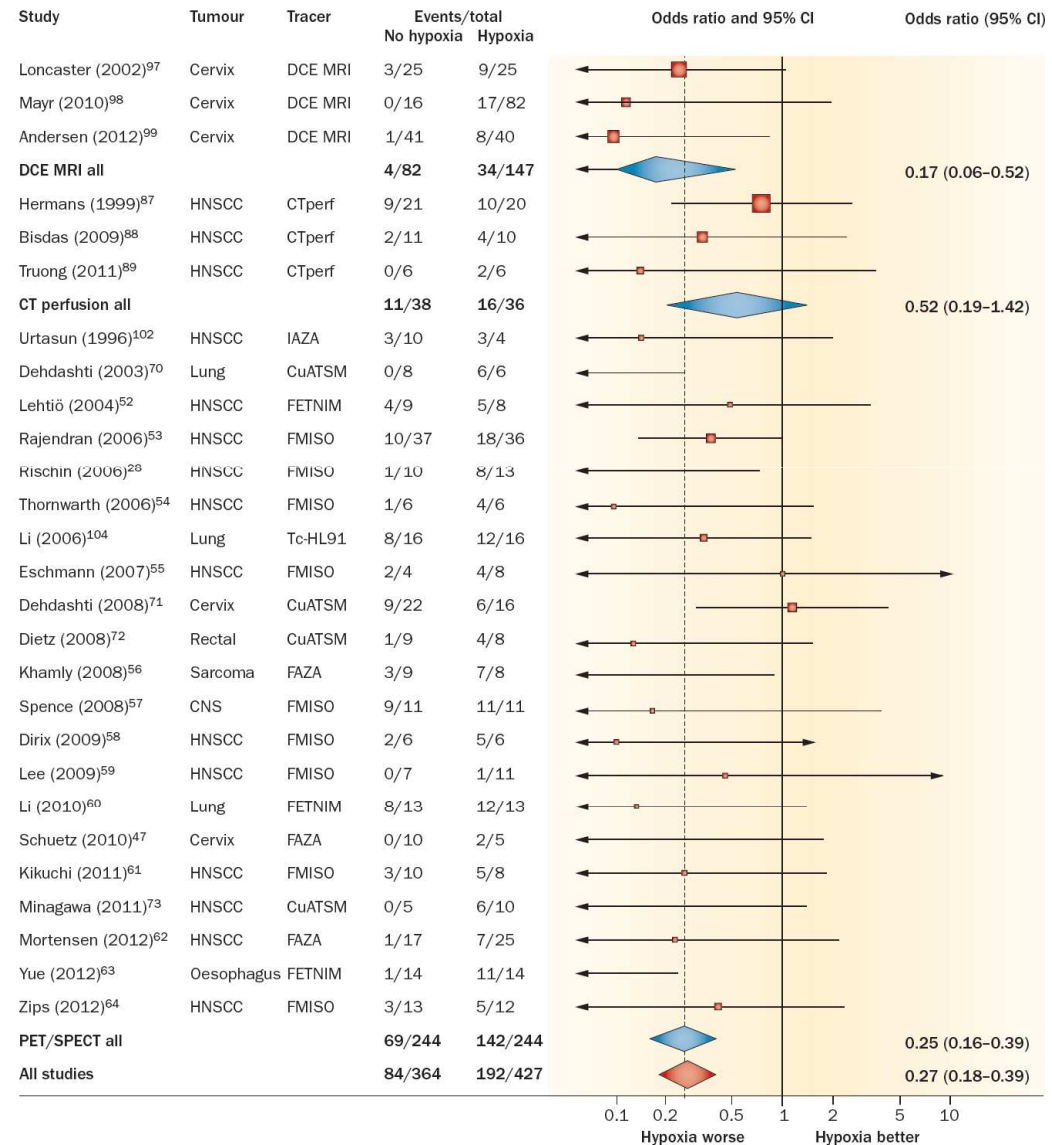 Study Tumour Tracer Events/total Odds ratio and 95% CI Odds ratio (95% CI)
No hypoxia Hypoxia
Loncaster (2002)97 Cervix DCE MRI 3/25 9/25
Mayr (2010)98 Cervix DCE MRI 0/16 17/82
Andersen (2012)99 Cervix DCE MRI 1/41 8/40
DCE MRI all 4/82 34/147 0.17 (0.06–0.52)
Hermans (1999)87 HNSCC CTperf 9/21 10/20
Bisdas (2009)88 HNSCC CTperf 2/11 4/10
Truong (2011)89 HNSCC CTperf 0/6 2/6
CT perfusion all 11/38 16/36 0.52 (0.19–1.42)
Urtasun (1996)102 HNSCC IAZA 3/10 3/4
Dehdashti (2003)70 Lung CuATSM 0/8 6/6
Lehtiö (2004)52 HNSCC FETNIM 4/9 5/8
Rajendran (2006)53 HNSCC FMISO 10/37 18/36
Rischin (2006)28 HNSCC FMISO 1/10 8/13
Thornwarth (2006)54 HNSCC FMISO 1/6 4/6
Li (2006)104 Lung Tc-HL91 8/16 12/16
Eschmann (2007)55 HNSCC FMISO 2/4 4/8
Dehdashti (2008)71 Cervix CuATSM 9/22 6/16
Dietz (2008)72 Rectal CuATSM 1/9 4/8
Khamly (2008)56 Sarcoma FAZA 3/9 7/8
Spence (2008)57 CNS FMISO 9/11 11/11
Dirix (2009)58 HNSCC FMISO 2/6 5/6
Lee (2009)59 HNSCC FMISO 0/7 1/11
Li (2010)60 Lung FETNIM 8/13 12/13
Schuetz (2010)47 Cervix FAZA 0/10 2/5
Kikuchi (2011)61 HNSCC FMISO 3/10 5/8
Minagawa (2011)73 HNSCC CuATSM 0/5 6/10
Mortensen (2012)62 HNSCC FAZA 1/17 7/25
Yue (2012)63 Oesophagus FETNIM 1/14 11/14
Zips (2012)64 HNSCC FMISO 3/13 5/12
PET/SPECT all 69/244 142/244 0.25 (0.16–0.39)
All studies 84/364 192/427 0.27 (0.18–0.39)
0.1 0.2 0.5 1 2 5 10
Hypoxia worse Hypoxia better